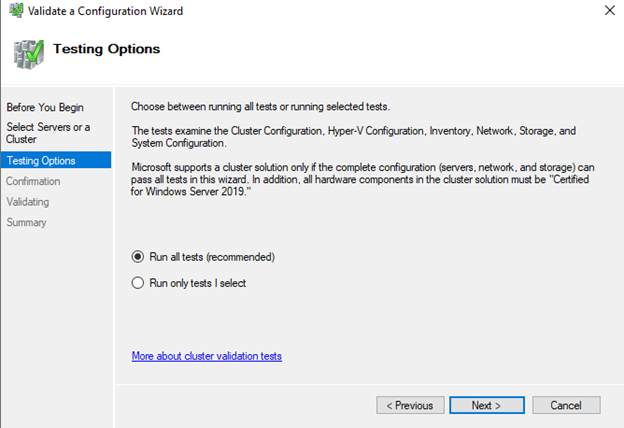 Validate a Configuration Wizard
Testing Options
Before You Begin
Select Servers or a
Cluster
Testing Options
Confirmation
Validating
Summary
Choose between running all tests or running selected tests.
The tests examine the Cluster Configuration, Hyper-V Configuration, Inventory, Network, Storage, and
System Configuration.
Microsoft supports a cluster solution only if the complete configuration (servers, network, and storage) can
pass all tests in this wizard. In addition, all hardware components in the cluster solution must be "Certified
for Windows Server 2019."
Run all tests (recommended)
Run only tests I select
More about cluster validation tests
< Previous
Next >
Cancel